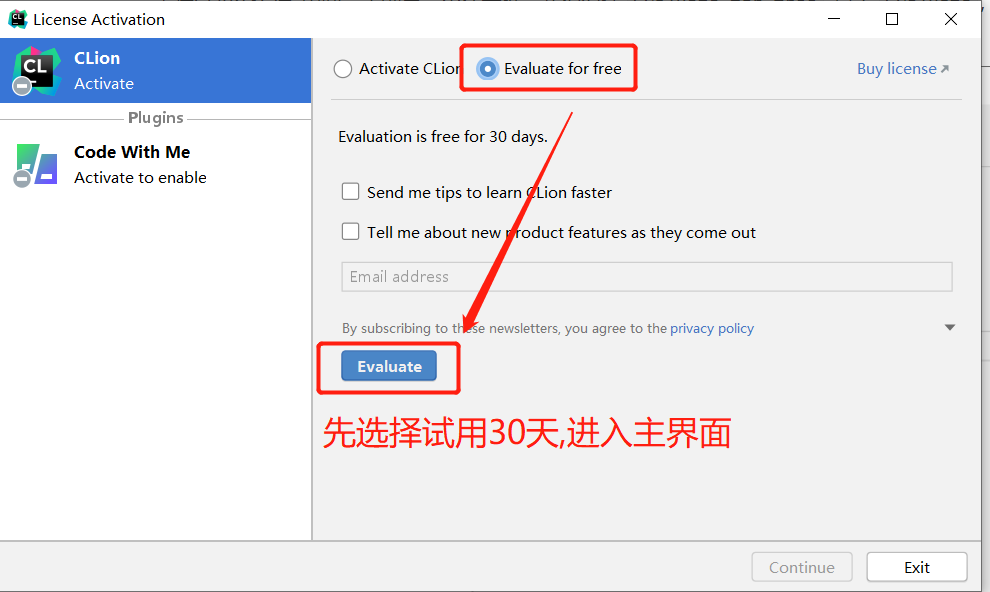 License Activation
CL
CLion
Activate
Plugins
Code With Me
Activate to enable
Activate CLion
Evaluate for free
Buy license
Evaluation is free for 30 days.
Send me tips to learn CLion faster
Tell me about new product features as they come out
Email address
By subscribing to these newsletters, you agree to the privacy policy
Evaluate
先选择试用30天,进入主界面
Continue
Exit